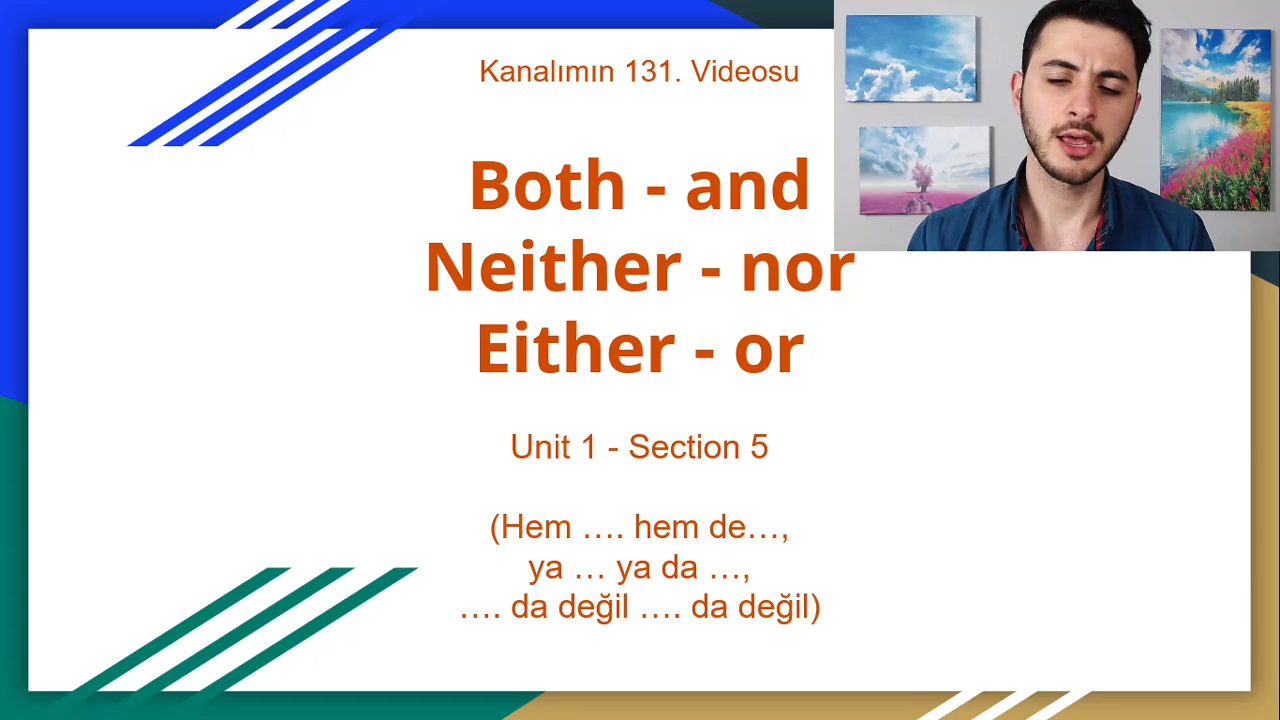 Kanalımın 131. Videosu
Both - and
Neither - nor
Either - or
Unit 1 - Section 5
(Hem …. hem de…,
ya … ya da …,
…. da değil …. da değil)